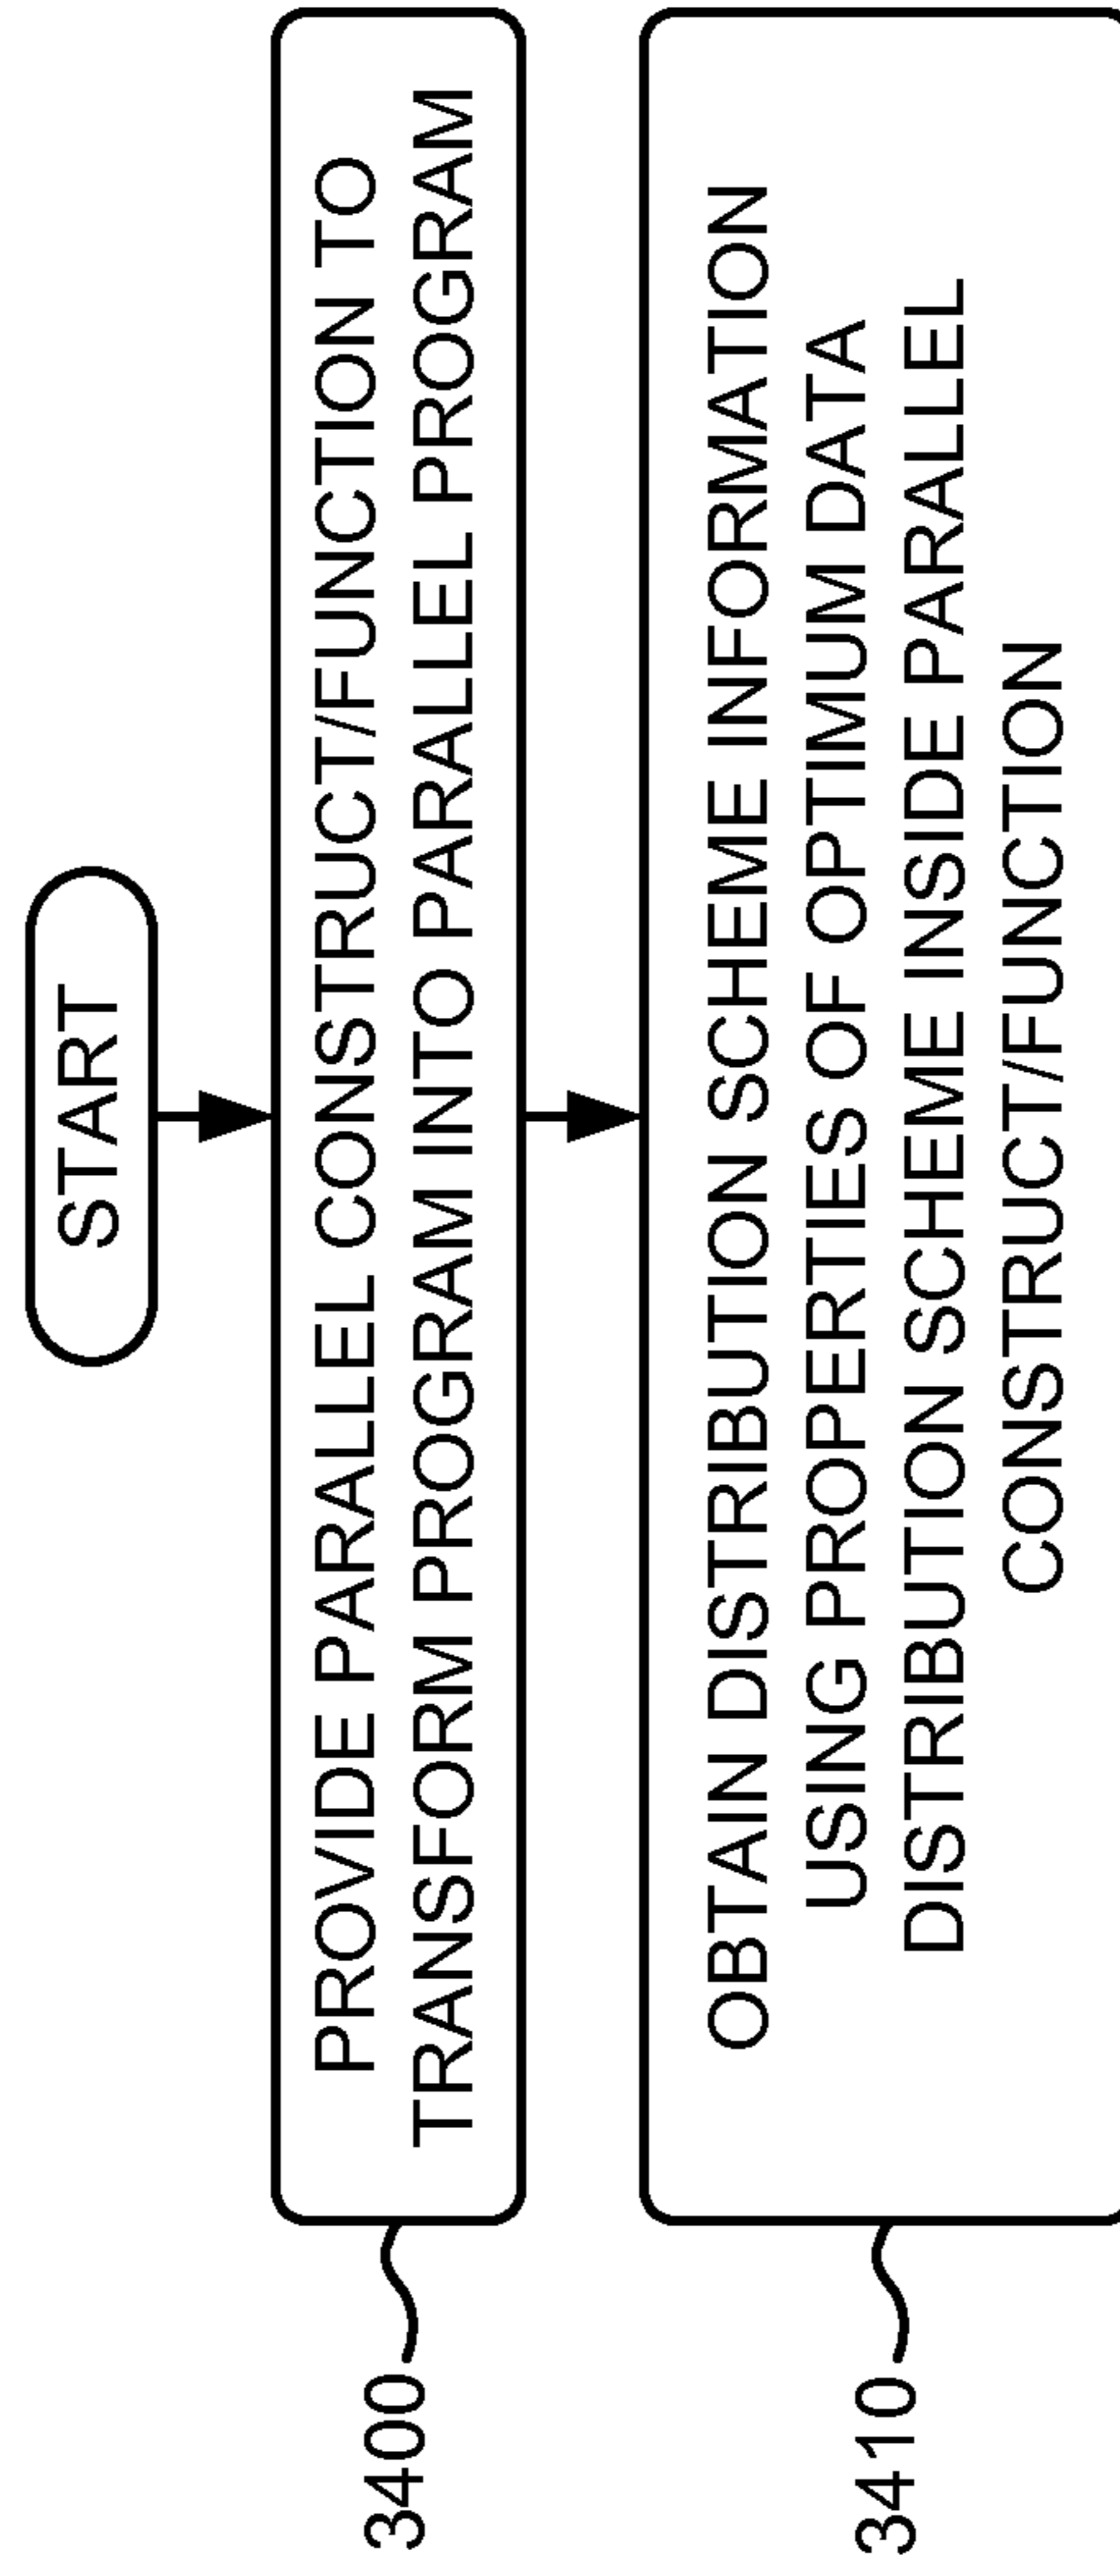 START
3400
PROVIDE PARALLEL CONSTRUCT/FUNCTION TO
TRANSFORM PROGRAM INTO PARALLEL PROGRAM
3410
OBTAIN DISTRIBUTION SCHEME INFORMATION
USING PROPERTIES OF OPTIMUM DATA
DISTRIBUTION SCHEME INSIDE PARALLEL
CONSTRUCT/FUNCTION